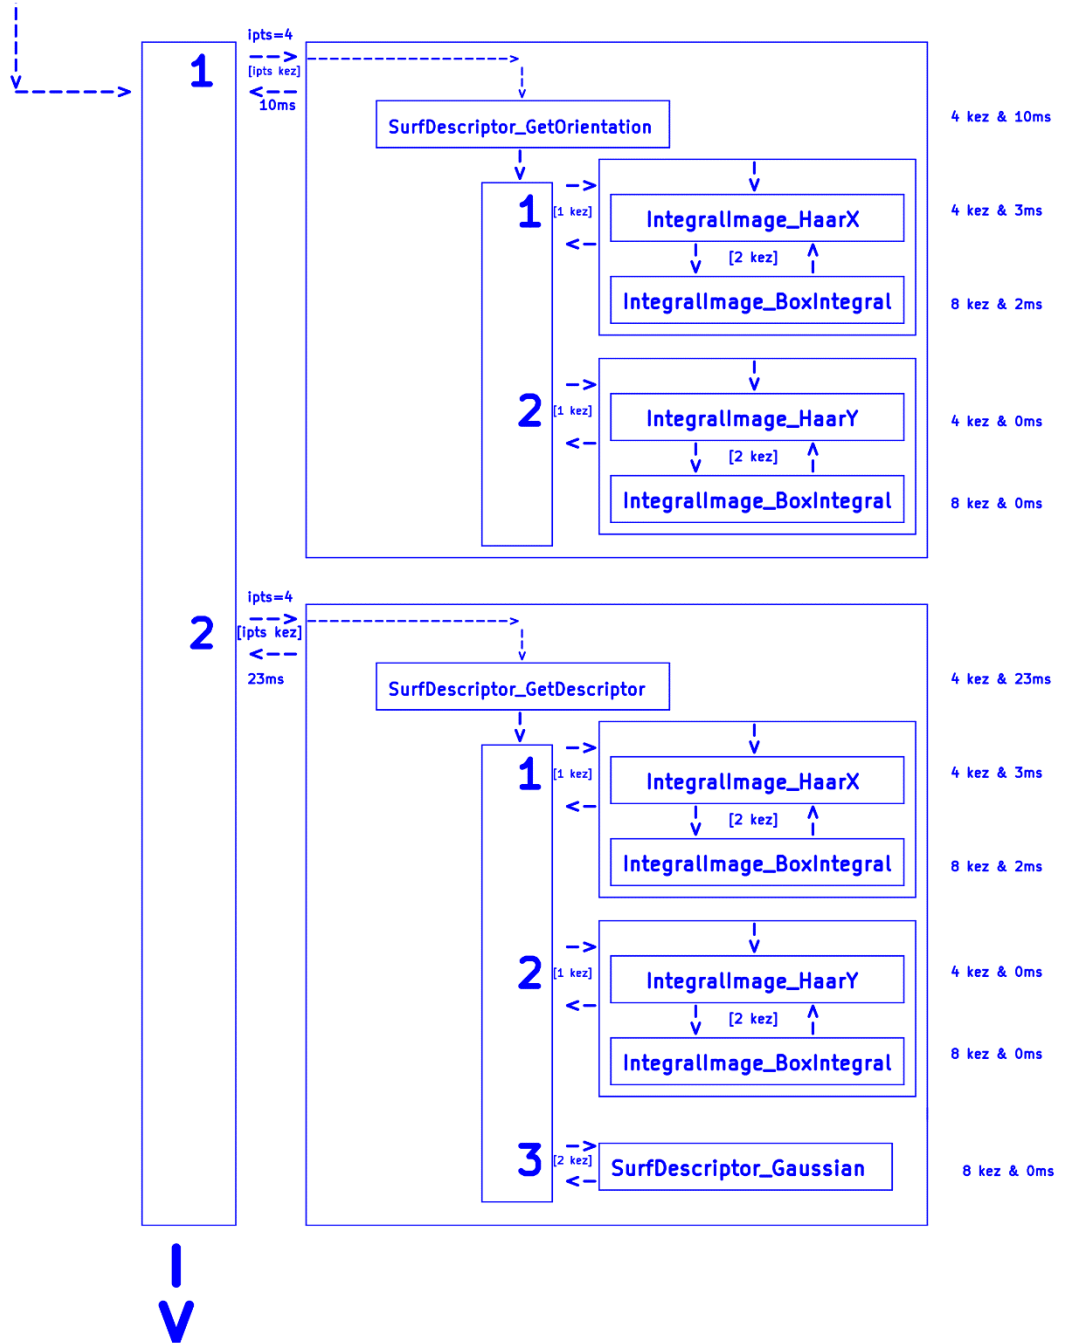 ipts=4
1
[ipts kez]
10ms
SurfDescriptor_GetOrientation
4 kez & 10ms
1
[1 kez]
IntegralImage_HaarX
4 kez & 3ms
[2 kez]
IntegralImage_BoxIntegral
8 kez & 2ms
2
[1 kez]
IntegralImage_HaarY
4 kez & 0ms
[2 kez]
IntegralImage_BoxIntegral
8 kez & 0ms
ipts=4
2
[ipts kez]
23ms
SurfDescriptor_GetDescriptor
4 kez & 23ms
1
[1 kez]
IntegralImage_HaarX
4 kez & 3ms
[2 kez]
IntegralImage_BoxIntegral
8 kez & 2ms
2
[1 kez]
IntegralImage_HaarY
4 kez & 0ms
[2 kez]
IntegralImage_BoxIntegral
8 kez & 0ms
3
[2 kez]
SurfDescriptor_Gaussian
8 kez & 0ms